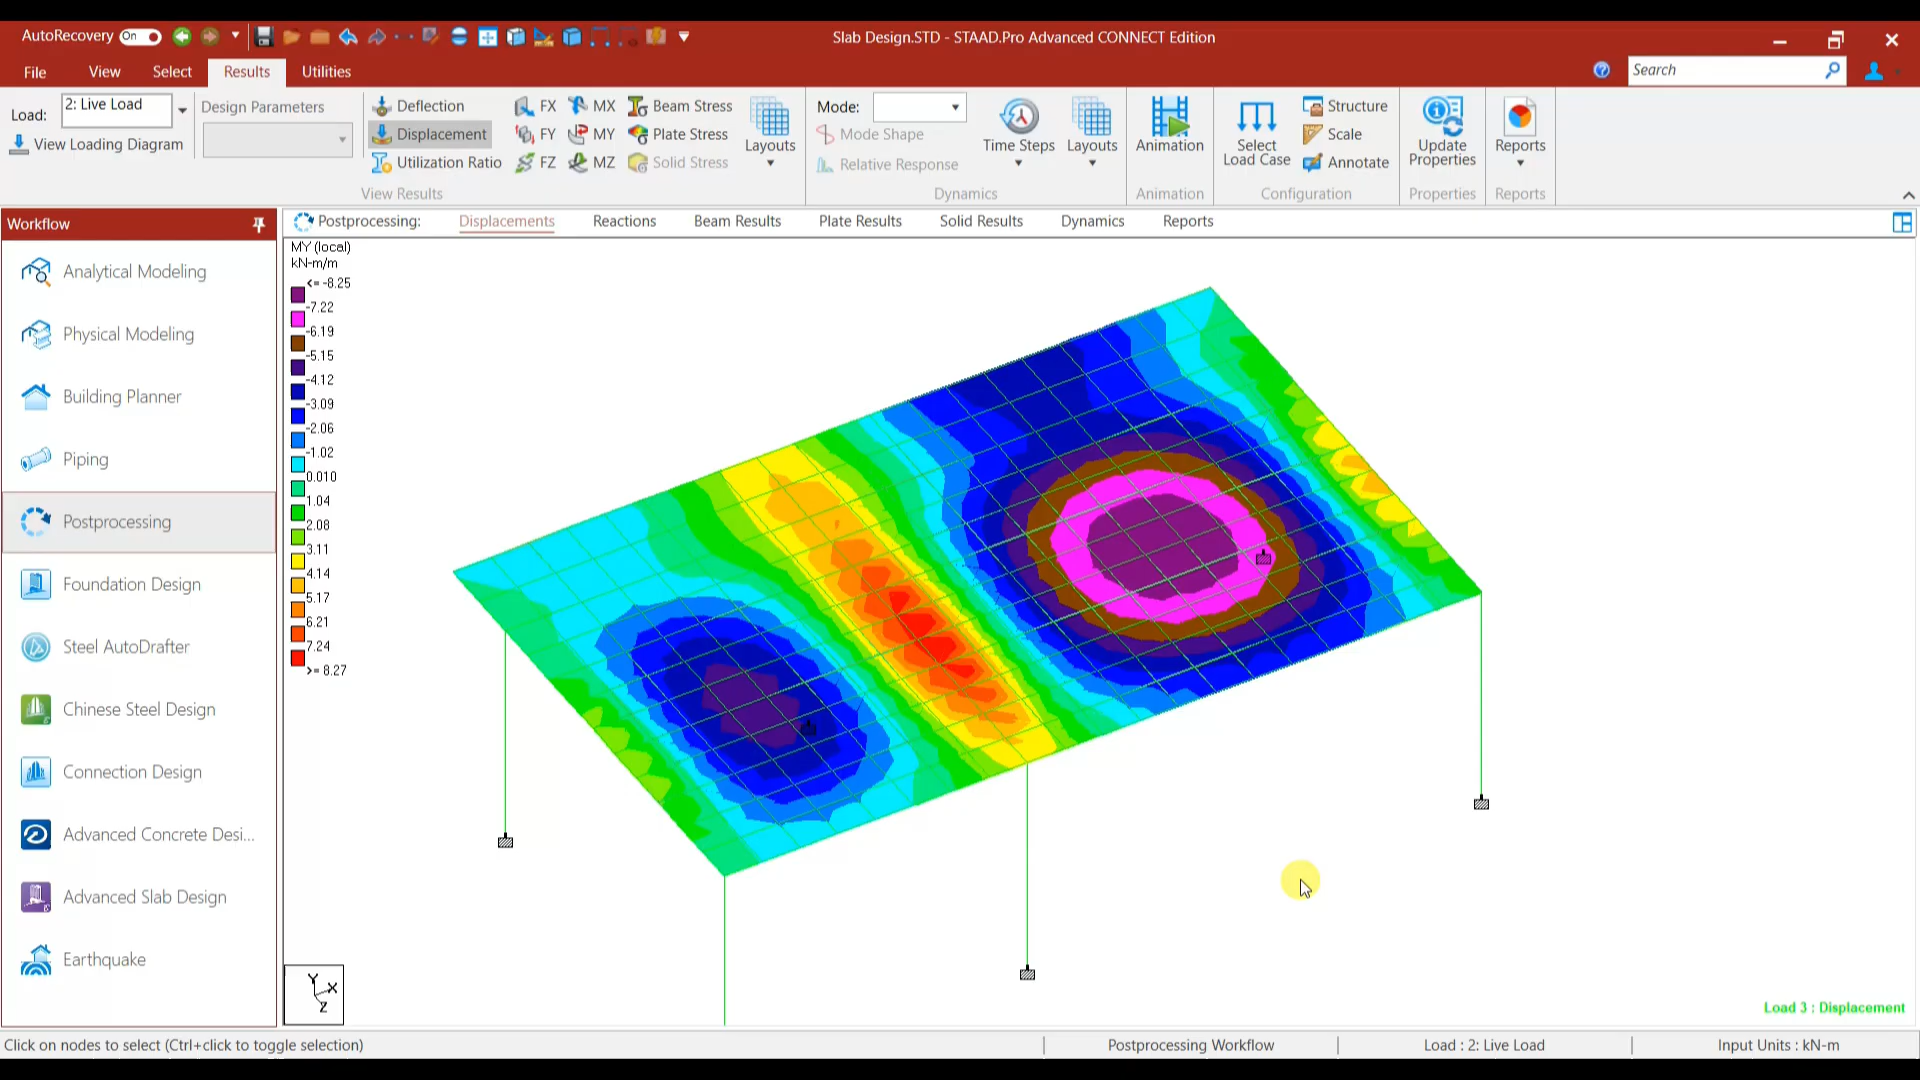 AutoRecovery On
Slab Design.STD - STAAD.Pro Advanced CONNECT Edition
File View Select Results Utilities
Search
Load: 2: Live Load
View Loading Diagram
Design Parameters
Deflection
Displacement
Utilization Ratio
FX MX Beam Stress
FY MY Plate Stress
FZ MZ Solid Stress
Layouts
View Results
Mode:
Mode Shape
Relative Response
Time Steps
Layouts
Dynamics
Animation
Animation
Select
Load Case
Structure
Scale
Annotate
Configuration
Update
Properties
Properties
Reports
Reports
Workflow
Postprocessing: Displacements Reactions Beam Results Plate Results Solid Results Dynamics Reports
Analytical Modeling
Physical Modeling
Building Planner
Piping
Postprocessing
Foundation Design
Steel AutoDrafter
Chinese Steel Design
Connection Design
Advanced Concrete Desi...
Advanced Slab Design
Earthquake
MY (local)
kN-m/m
<= -8.25
-7.22
-6.19
-5.15
-4.12
-3.09
-2.06
-1.02
0.010
1.04
2.08
3.11
4.14
5.17
6.21
7.24
>= 8.27
Y
X
Z
Load 3 : Displacement
Click on nodes to select (Ctrl+click to toggle selection)
Postprocessing Workflow
Load : 2: Live Load
Input Units : kN-m